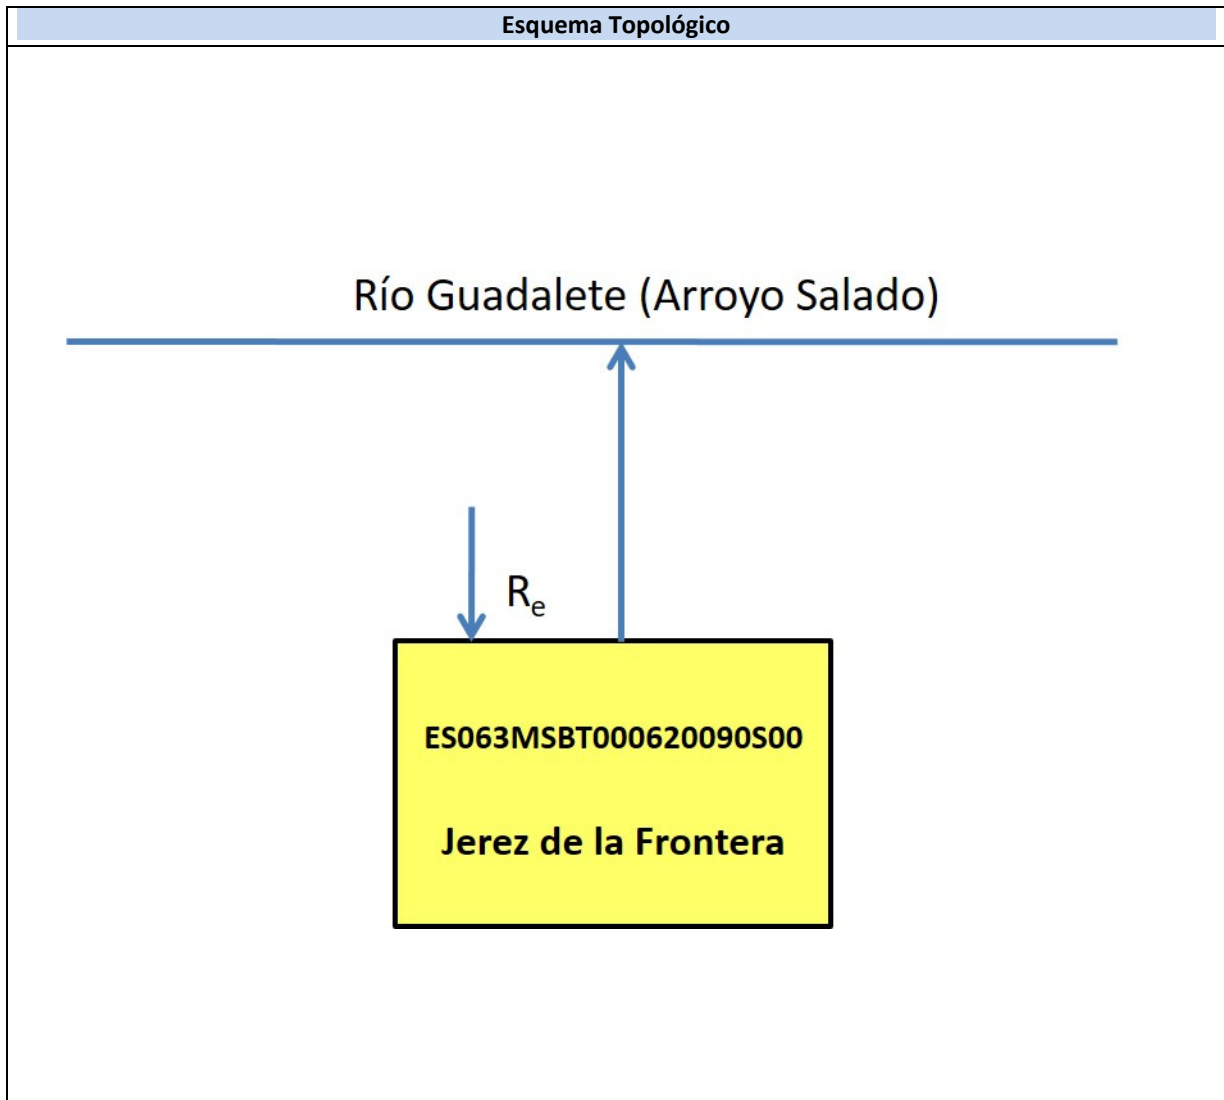 Esquema Topológico
Río Guadalete (Arroyo Salado)
Re
ES063MSBT000620090S00
Jerez de la Frontera